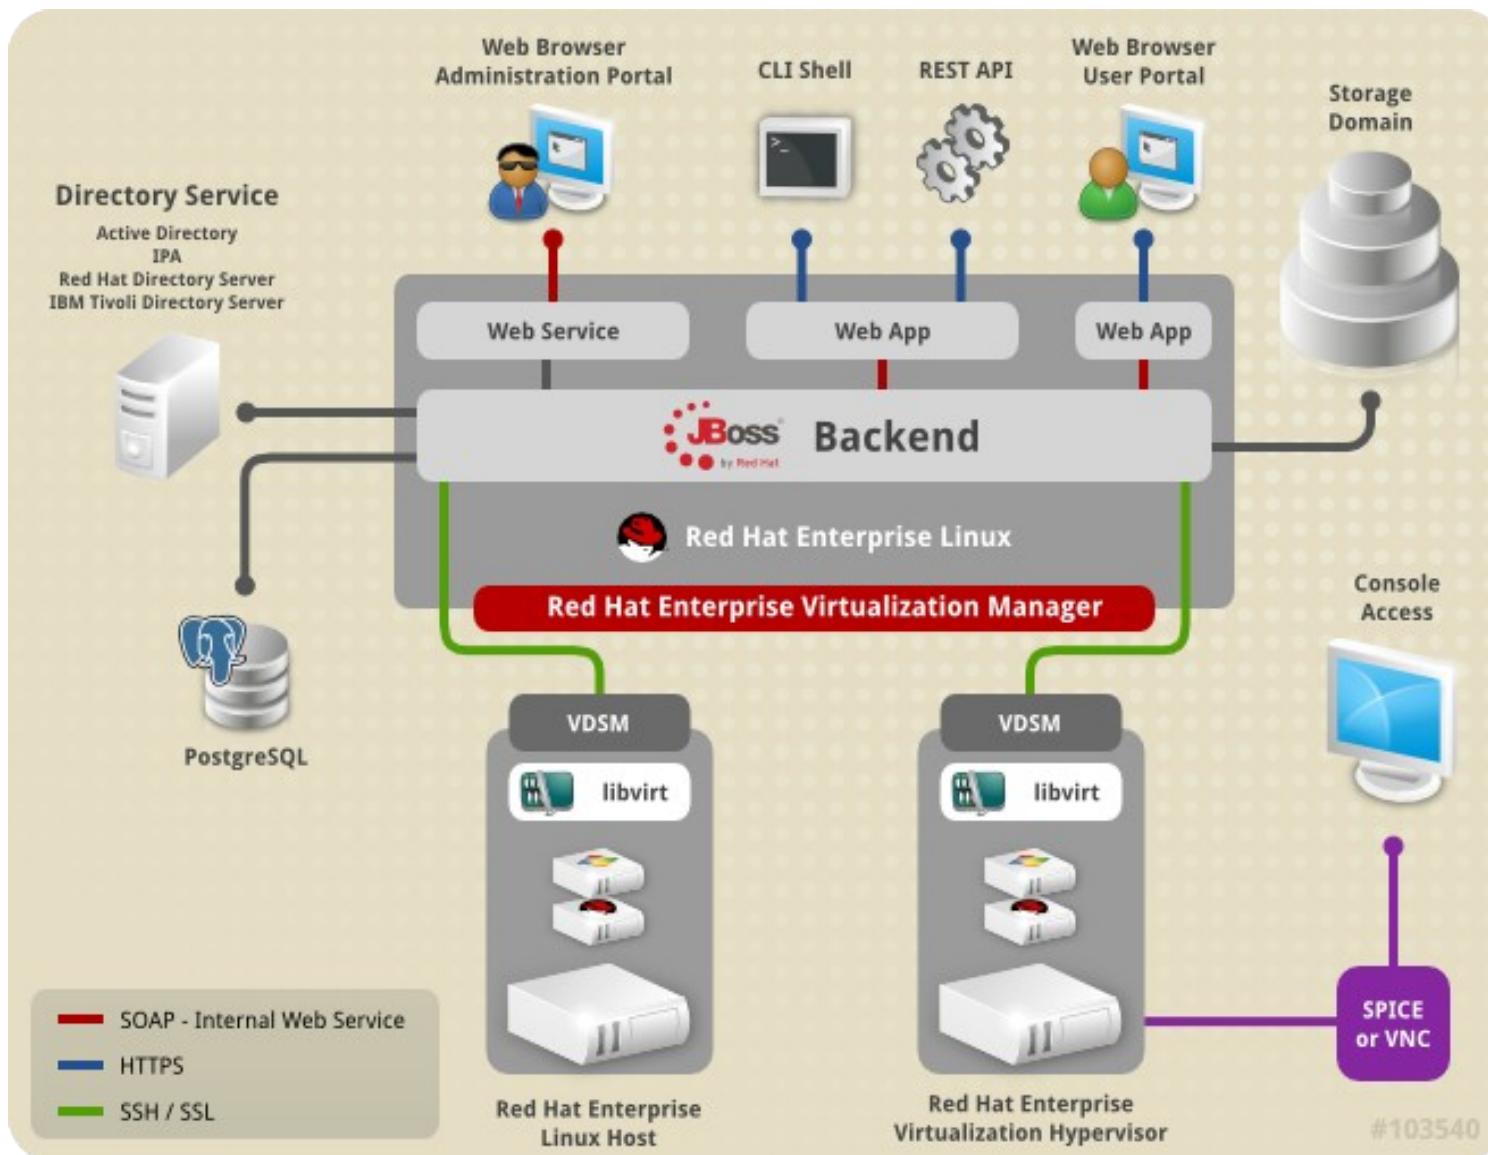 Web Browser
Administration Portal
CLI Shell
REST API
Web Browser
User Portal
Storage
Domain
Directory Service
Active Directory
IPA
Red Hat Directory Server
IBM Tivoli Directory Server
>_
Web Service
Web App
Web App
JBoss
by Red Hat
Backend
Red Hat Enterprise Linux
Red Hat Enterprise Virtualization Manager
Console
Access
PostgreSQL
VDSM
libvirt
VDSM
libvirt
SPICE
or VNC
SOAP - Internal Web Service
HTTPS
SSH / SSL
Red Hat Enterprise
Linux Host
Red Hat Enterprise
Virtualization Hypervisor
#103540